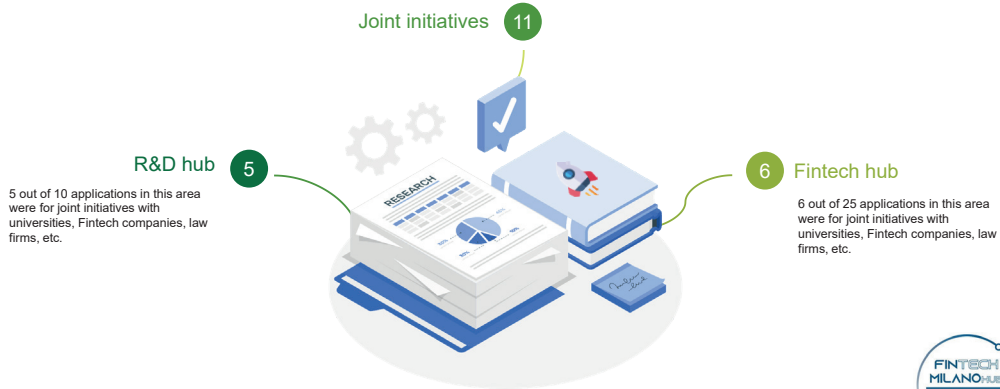 Joint initiatives 11
R&D hub 5
5 out of 10 applications in this area
were for joint initiatives with
universities, Fintech companies, law
firms, etc.
6 Fintech hub
6 out of 25 applications in this area
were for joint initiatives with
universities, Fintech companies, law
firms, etc.
RESEARCH
FINTECH
MILANOHUB